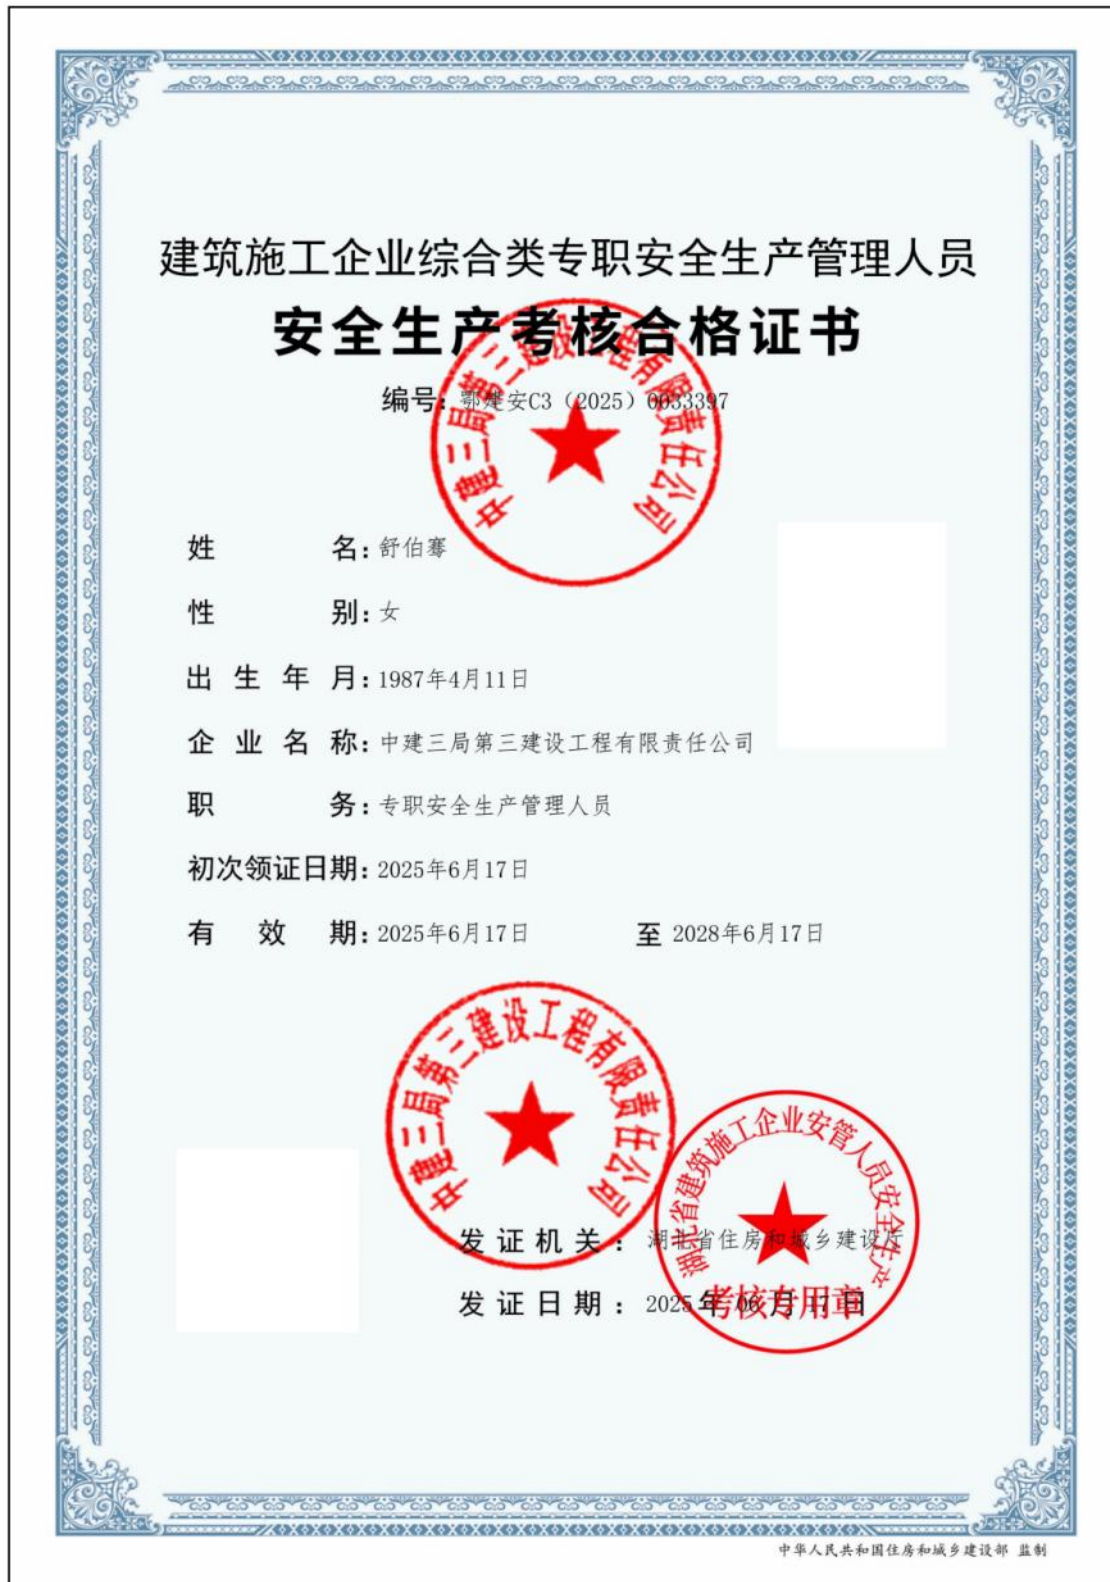 建筑施工企业综合类专职安全生产管理人员
安全生产考核合格证书
编号：鄂建安C3（2025）0033397
中建三局第三建设工程有限责任公司
姓名：舒伯骞
性别：女
出生年月：1987年4月11日
企业名称：中建三局第三建设工程有限责任公司
职务：专职安全生产管理人员
初次领证日期：2025年6月17日
有效期：2025年6月17日 至 2028年6月17日
中建三局第三建设工程有限责任公司
湖北省建筑施工企业安管人员安全生产
考核专用章
发证机关：湖北省住房和城乡建设厅
发证日期：2025年06月17日
中华人民共和国住房和城乡建设部 监制